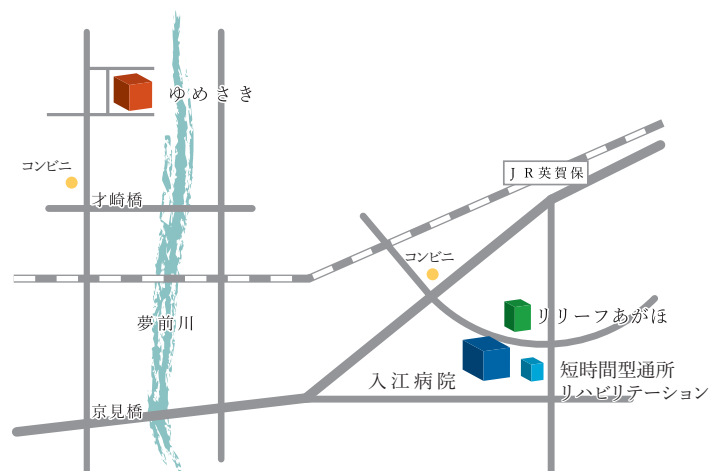 ゆめさき
コンビニ
ＪＲ英賀保
才崎橋
コンビニ
夢前川
リリーフあがほ
入江病院
短時間型通所
リハビリテーション
京見橋